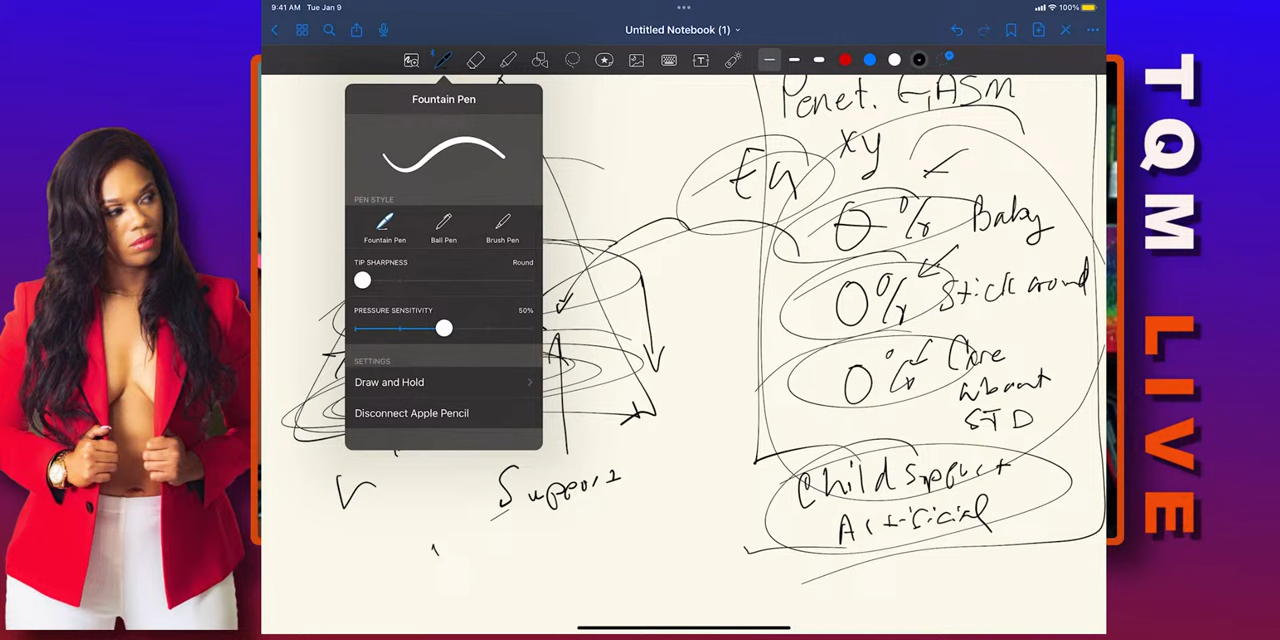 9:41 AM Tue Jan 9
100%
Untitled Notebook (1)
Fountain Pen
PEN STYLE
Fountain Pen
Ball Pen
Brush Pen
TIP SHARPNESS
Round
PRESSURE SENSITIVITY
50%
SETTINGS
Draw and Hold
Disconnect Apple Pencil
V
Support
Penet. GASM
xy
EQ
0% Baby
0% Stick around
0% Care
about
STD
Child Support
Artificial
TQM LIVE